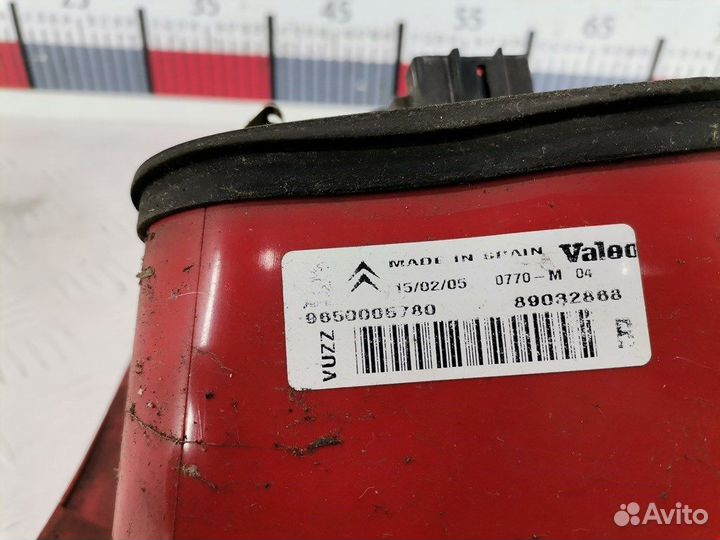 25 35 45 55 65
MADE IN SPAIN Valeo
15/02/05 0770-M 04
9650005780 89032868
VUZZ
Avito